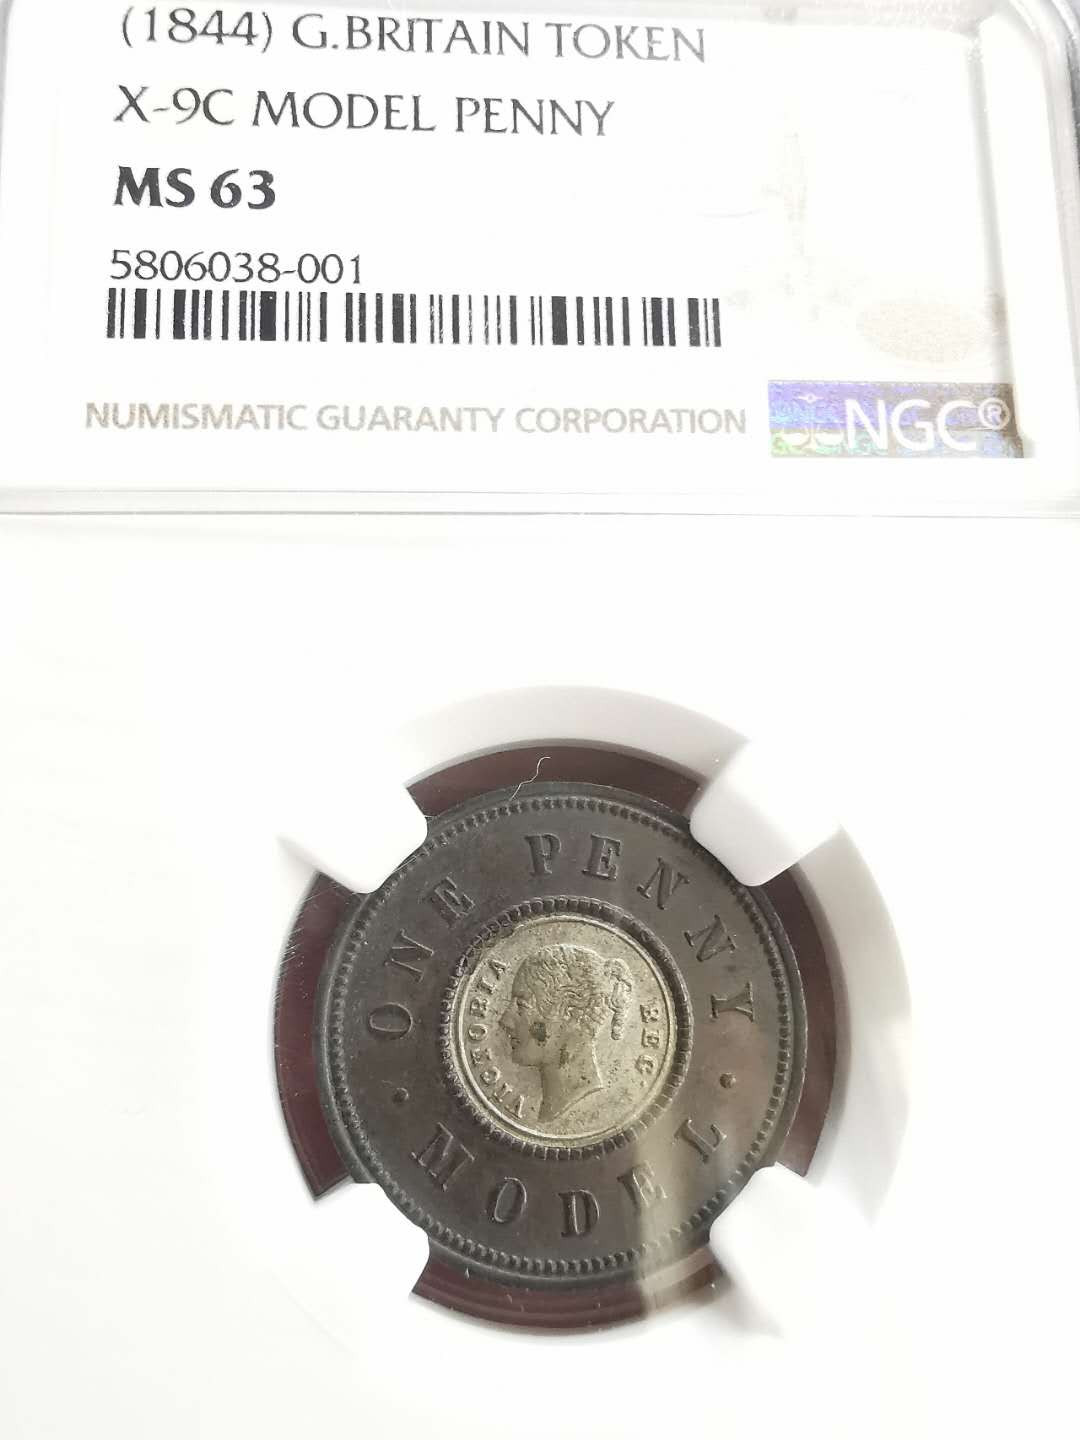 (1844) G.BRITAIN TOKEN
X-9C MODEL PENNY
MS 63
5806038-001
NUMISMATIC GUARANTY CORPORATION
NGC®
ONE PENNY
VICTORIA REG.
· MODEL ·